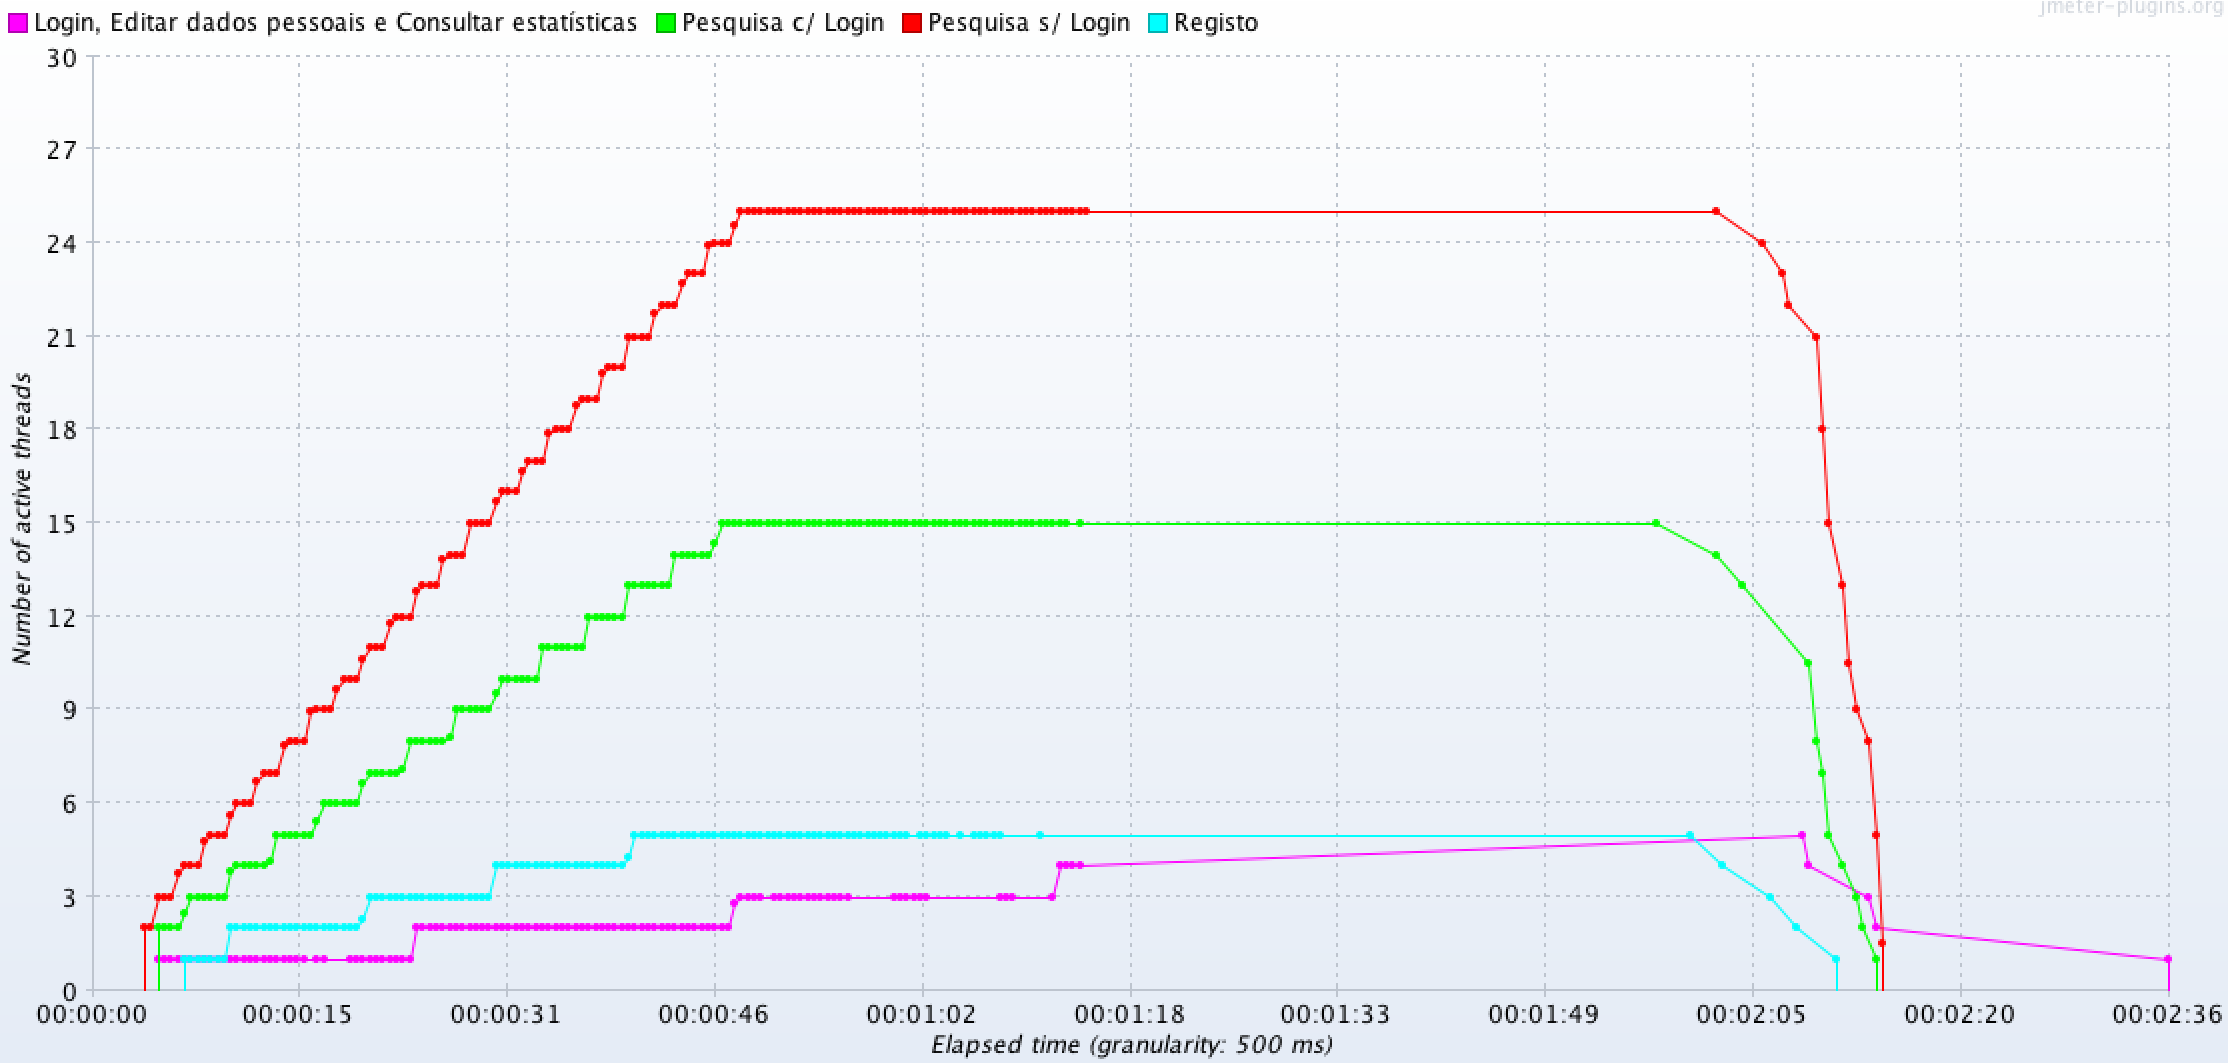 jmeter-plugins.org
Login, Editar dados pessoais e Consultar estatísticas Pesquisa c/ Login Pesquisa s/ Login Registo
30
27
24
21
18
15
12
9
6
3
0
Number of active threads
00:00:00 00:00:15 00:00:31 00:00:46 00:01:02 00:01:18 00:01:33 00:01:49 00:02:05 00:02:20 00:02:36
Elapsed time (granularity: 500 ms)